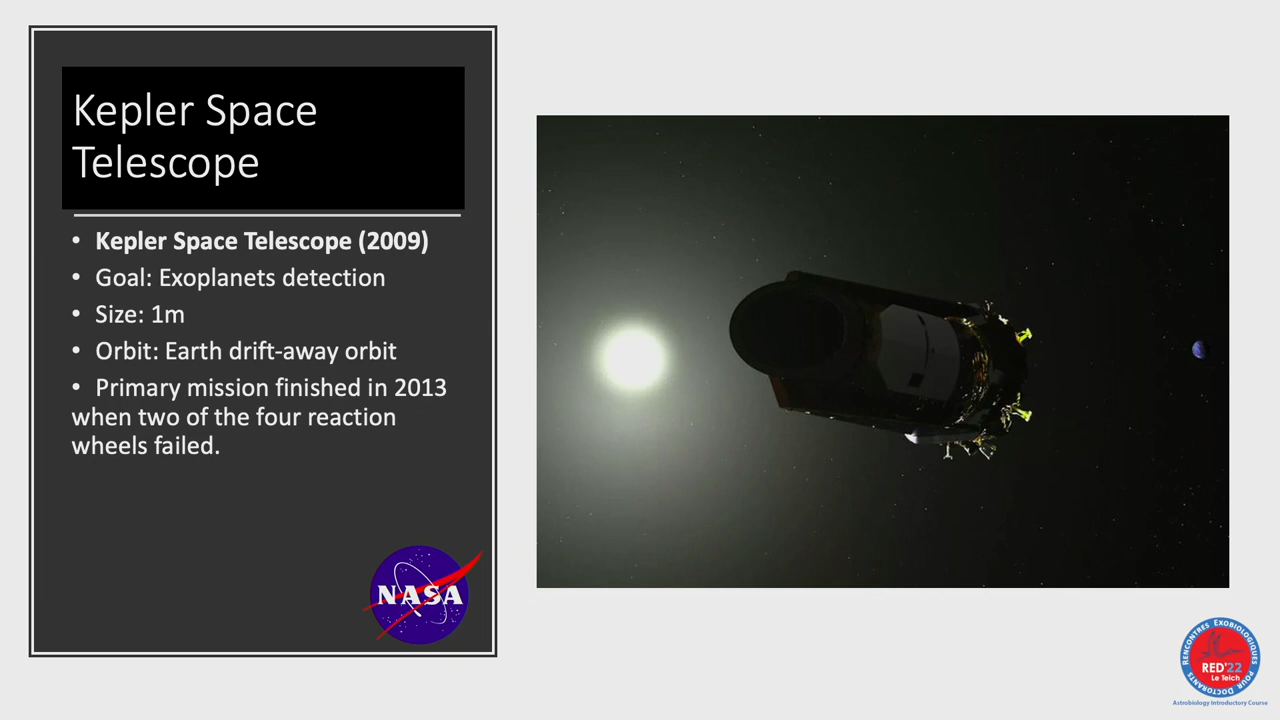 Kepler Space
Telescope
• Kepler Space Telescope (2009)
• Goal: Exoplanets detection
• Size: 1m
• Orbit: Earth drift-away orbit
• Primary mission finished in 2013
when two of the four reaction
wheels failed.
NASA
RENCONTRES EXOBIOLOGIQUES POUR DOCTORANTS
RED'22
Le Teich
Astrobiology Introductory Course